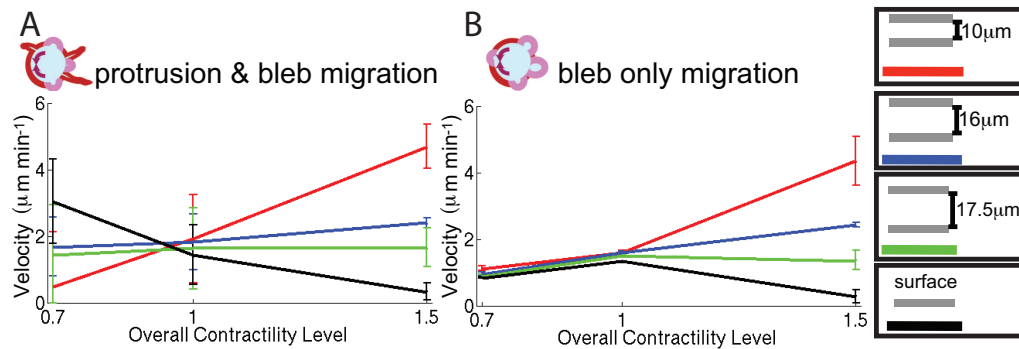 A
protrusion & bleb migration
Velocity (μm min⁻¹)
6
4
2
0
0.7
1
1.5
Overall Contractility Level
B
bleb only migration
Velocity (μm min⁻¹)
6
4
2
0
0.7
1
1.5
Overall Contractility Level
10μm
16μm
17.5μm
surface